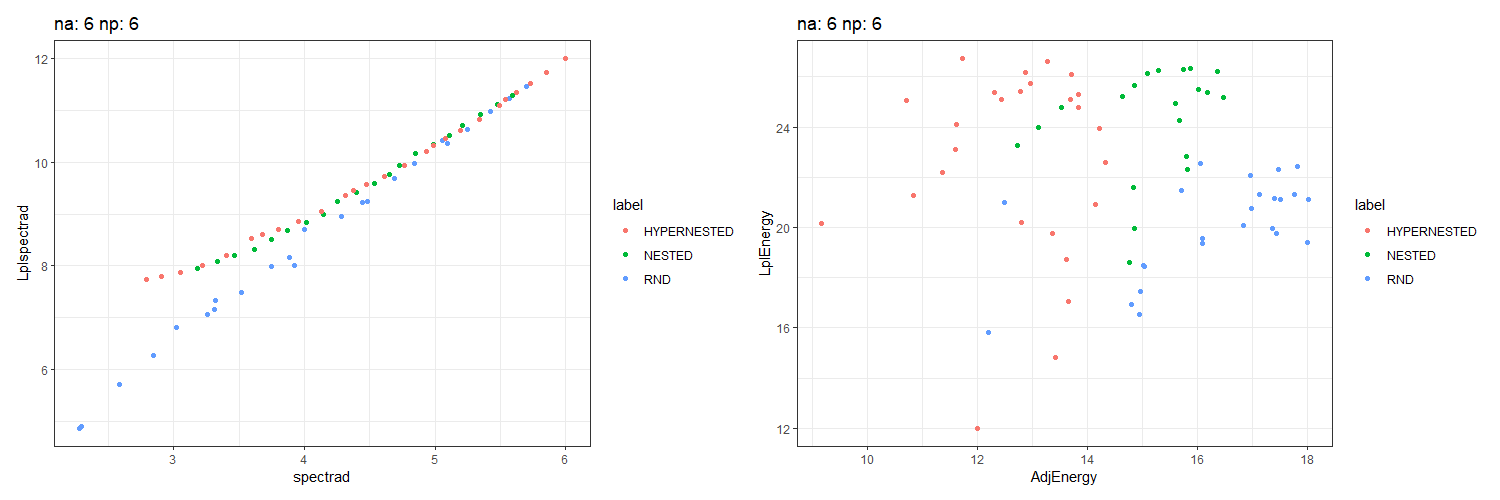 na: 6 np: 6
12
10
8
6
Lplspectrad
3
4
5
6
spectrad
label
HYPERNESTED
NESTED
RND
na: 6 np: 6
24
20
16
12
LplEnergy
10
12
14
16
18
AdjEnergy
label
HYPERNESTED
NESTED
RND